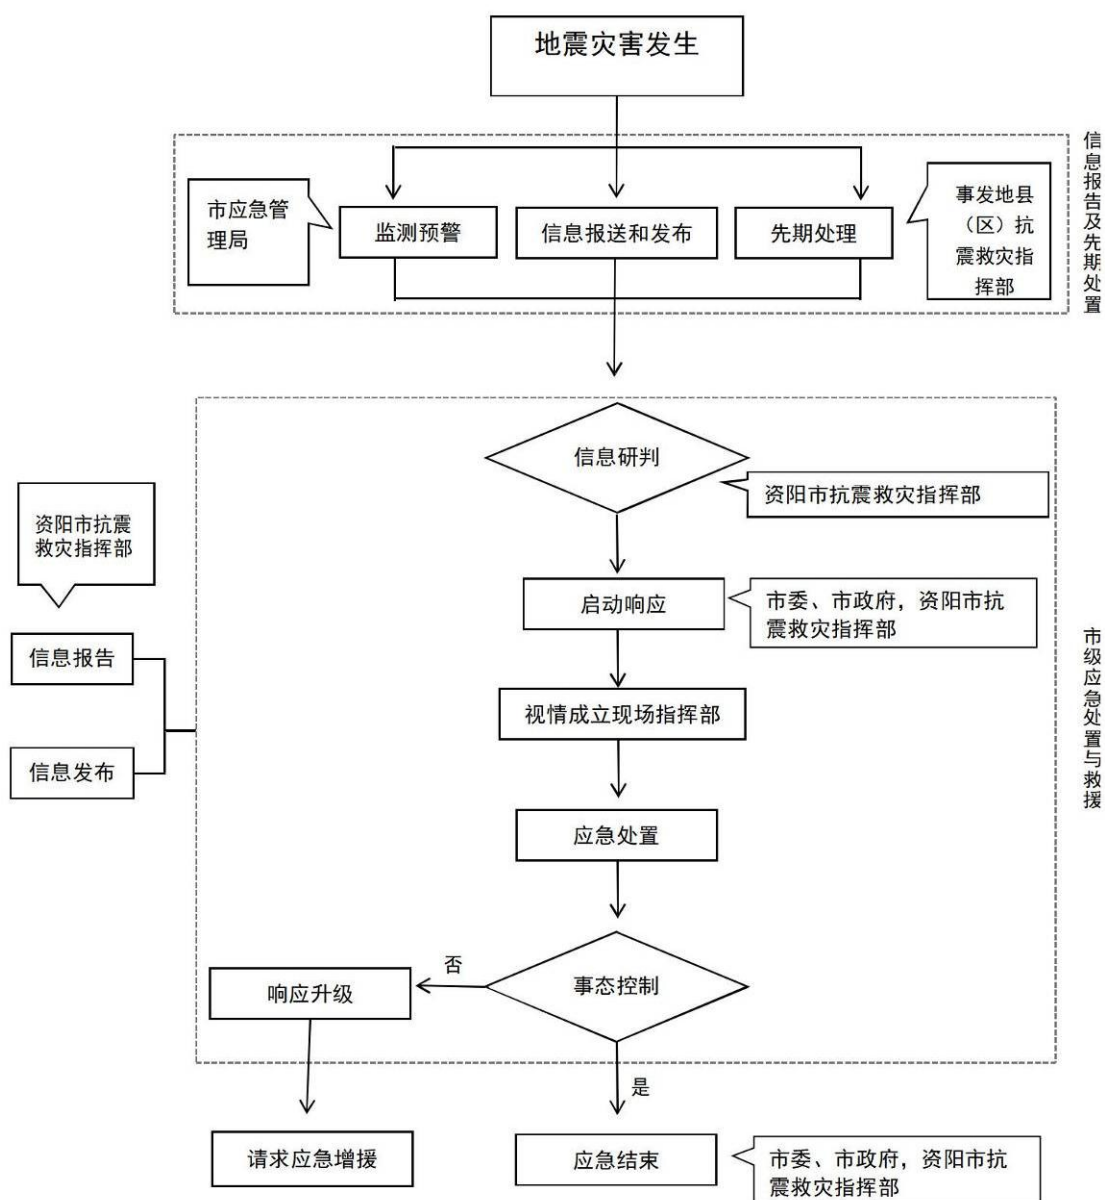 地震灾害发生
信息报告及先期处置
市应急管
理局
监测预警
信息报送和发布
先期处理
事发地县
（区）抗
震救灾指
挥部
信息研判
资阳市抗震救灾指挥部
资阳市抗震
救灾指挥部
启动响应
市委、市政府，资阳市抗
震救灾指挥部
信息报告
市级应急处置与救援
视情成立现场指挥部
信息发布
应急处置
否
事态控制
响应升级
是
请求应急增援
应急结束
市委、市政府，资阳市抗
震救灾指挥部